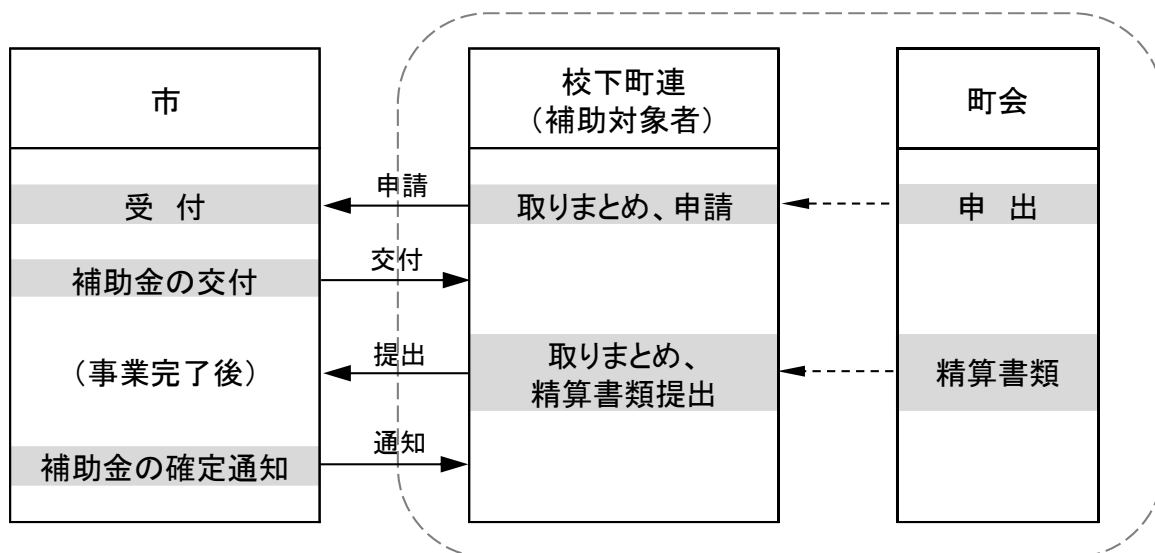 市
校下町連
（補助対象者）
町会
申請
受　付
取りまとめ、申請
申　出
交付
補助金の交付
提出
（事業完了後）
取りまとめ、
精算書類提出
精算書類
通知
補助金の確定通知